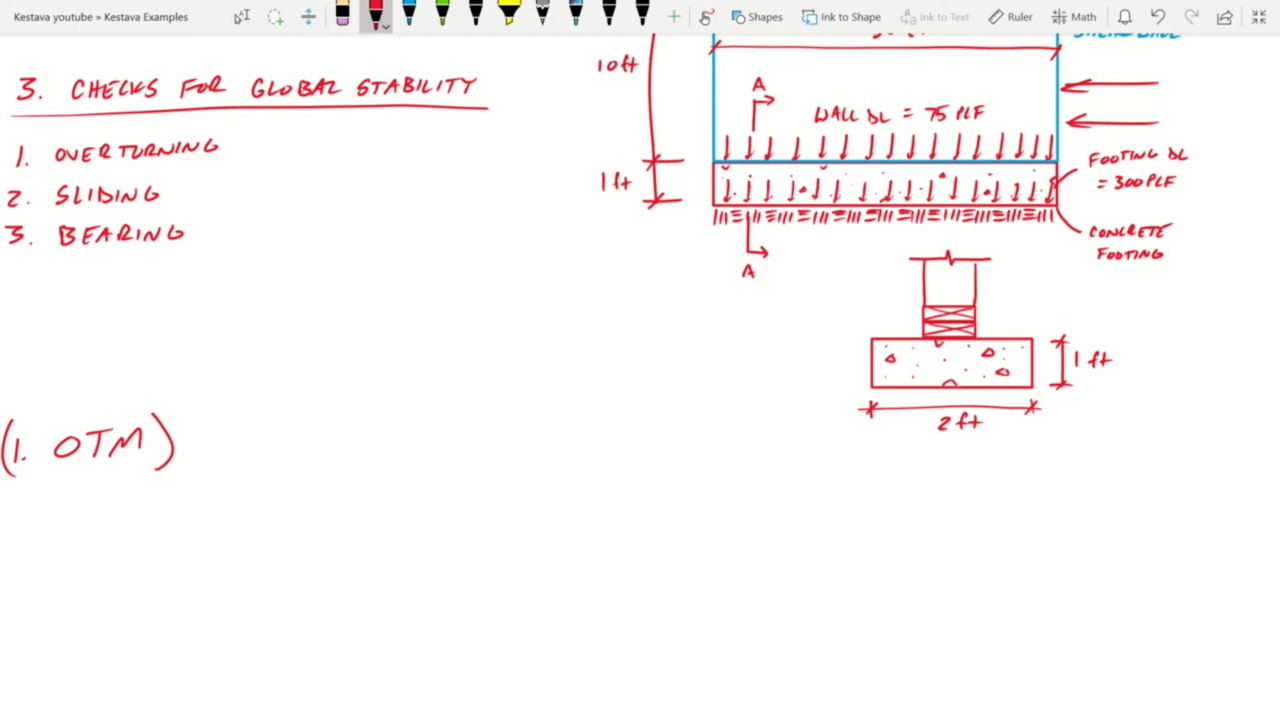 Kestava youtube » Kestava Examples
Shapes
Ink to Shape
Ink to Text
Ruler
Math
3. CHECKS FOR GLOBAL STABILITY
1. OVERTURNING
2. SLIDING
3. BEARING
(1. OTM)
10ft
A
WALL DL = 75 PLF
1ft
FOOTING DL
= 300 PLF
CONCRETE
FOOTING
A
1 ft
2 ft